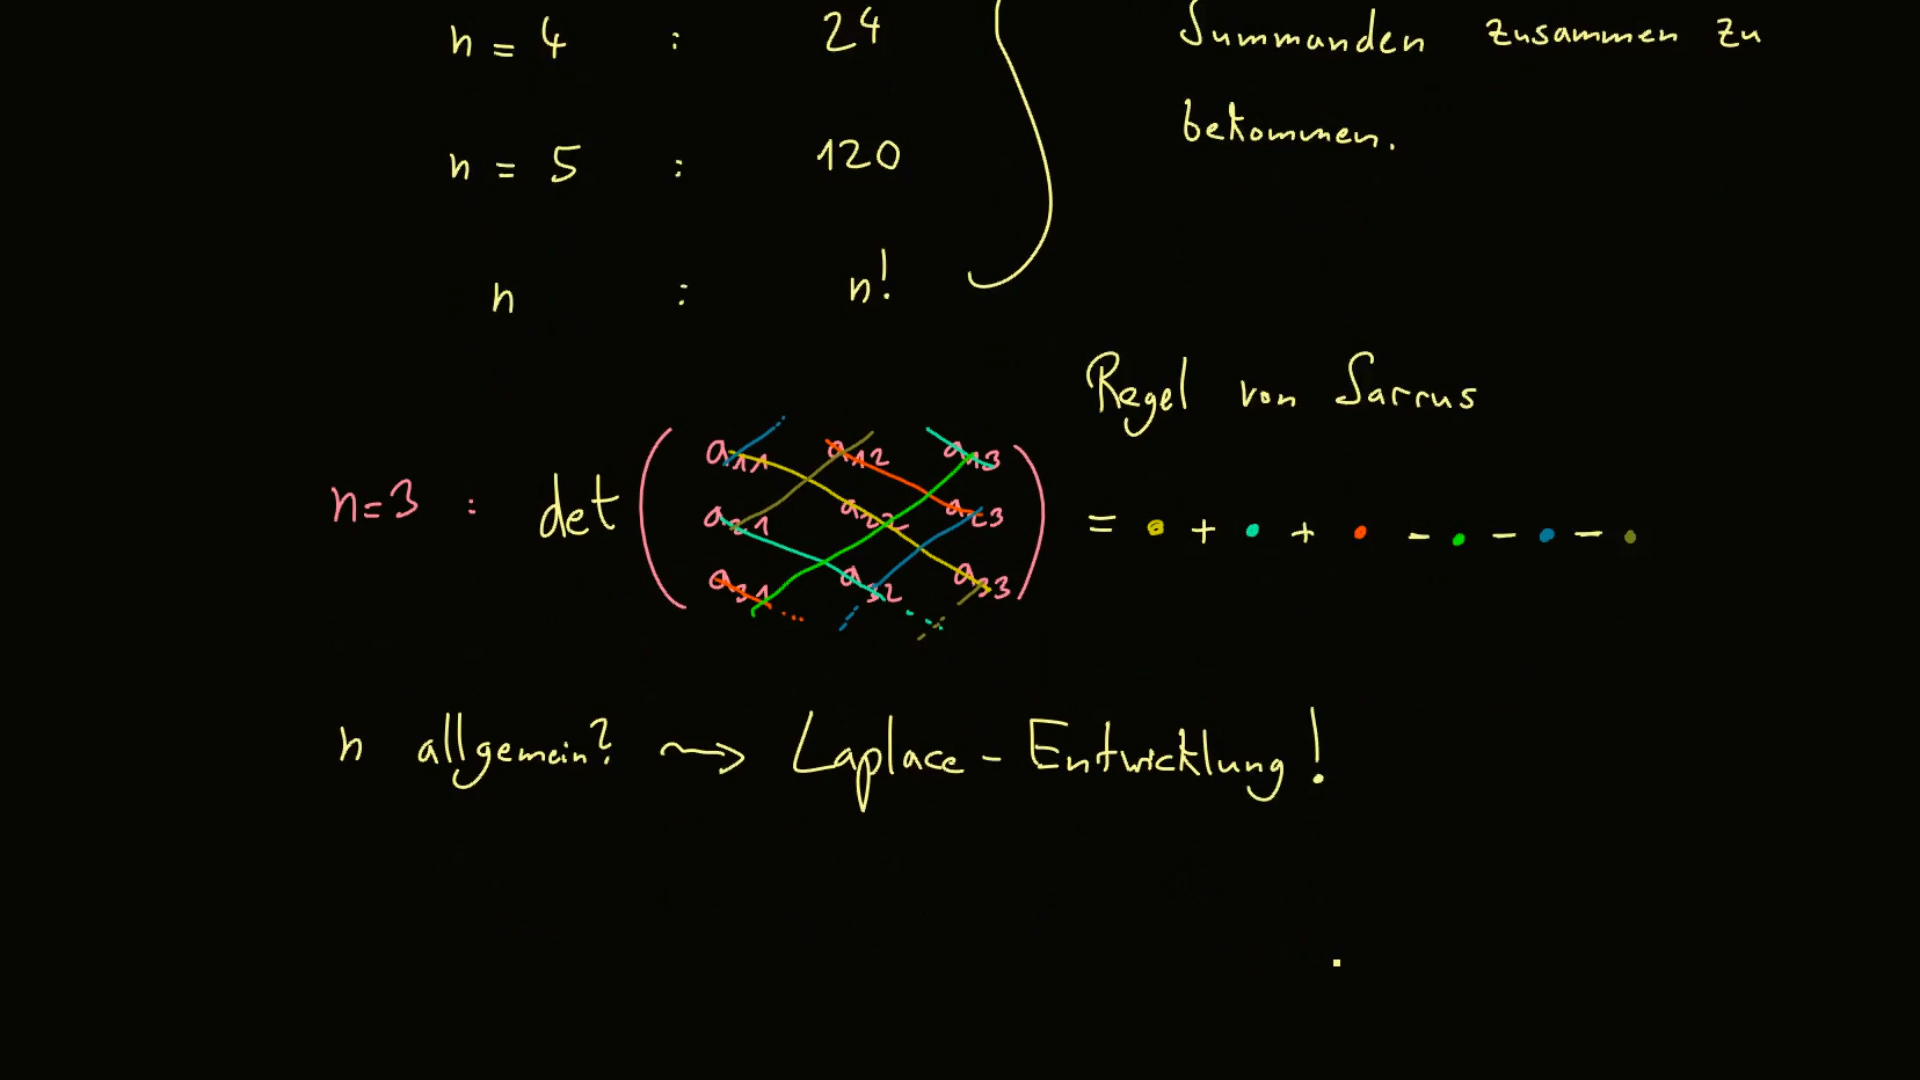 n = 4 : 24 Summanden zusammen zu
bekommen.
n = 5 : 120
n : n!
Regel von Sarrus
a11 a12 a13
n=3 : det ( a21 a22 a23 ) = • + • + • - • - • - •
a31 a32 a33
n allgemein? ⇝ Laplace - Entwicklung!